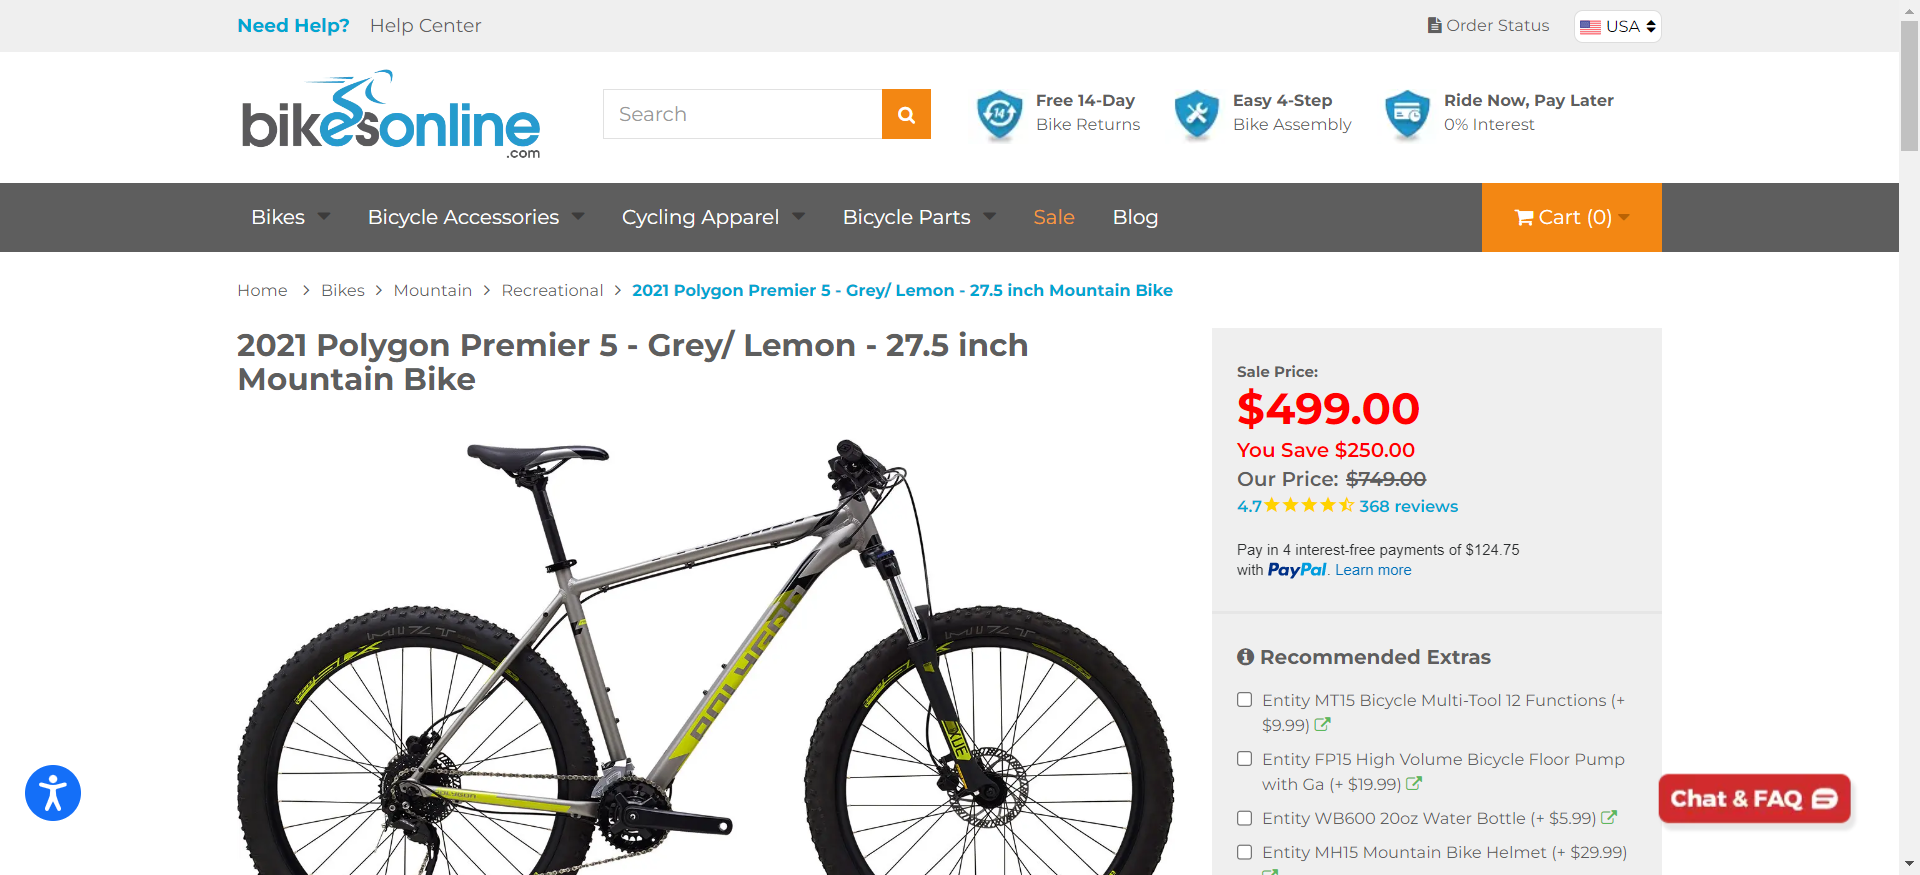 Need Help? Help Center
Order Status
USA
bikesonline
.com
Search
Free 14-Day
Bike Returns
14
Easy 4-Step
Bike Assembly
Ride Now, Pay Later
0% Interest
Bikes
Bicycle Accessories
Cycling Apparel
Bicycle Parts
Sale
Blog
Cart (0)
Home > Bikes > Mountain > Recreational > 2021 Polygon Premier 5 - Grey/ Lemon - 27.5 inch Mountain Bike
2021 Polygon Premier 5 - Grey/ Lemon - 27.5 inch
Mountain Bike
POLYGON
Sale Price:
$499.00
You Save $250.00
Our Price: $749.00
4.7 368 reviews
Pay in 4 interest-free payments of $124.75
with PayPal. Learn more
Recommended Extras
Entity MT15 Bicycle Multi-Tool 12 Functions (+
$9.99)
Entity FP15 High Volume Bicycle Floor Pump
with Ga (+ $19.99)
Entity WB600 20oz Water Bottle (+ $5.99)
Entity MH15 Mountain Bike Helmet (+ $29.99)
Chat & FAQ